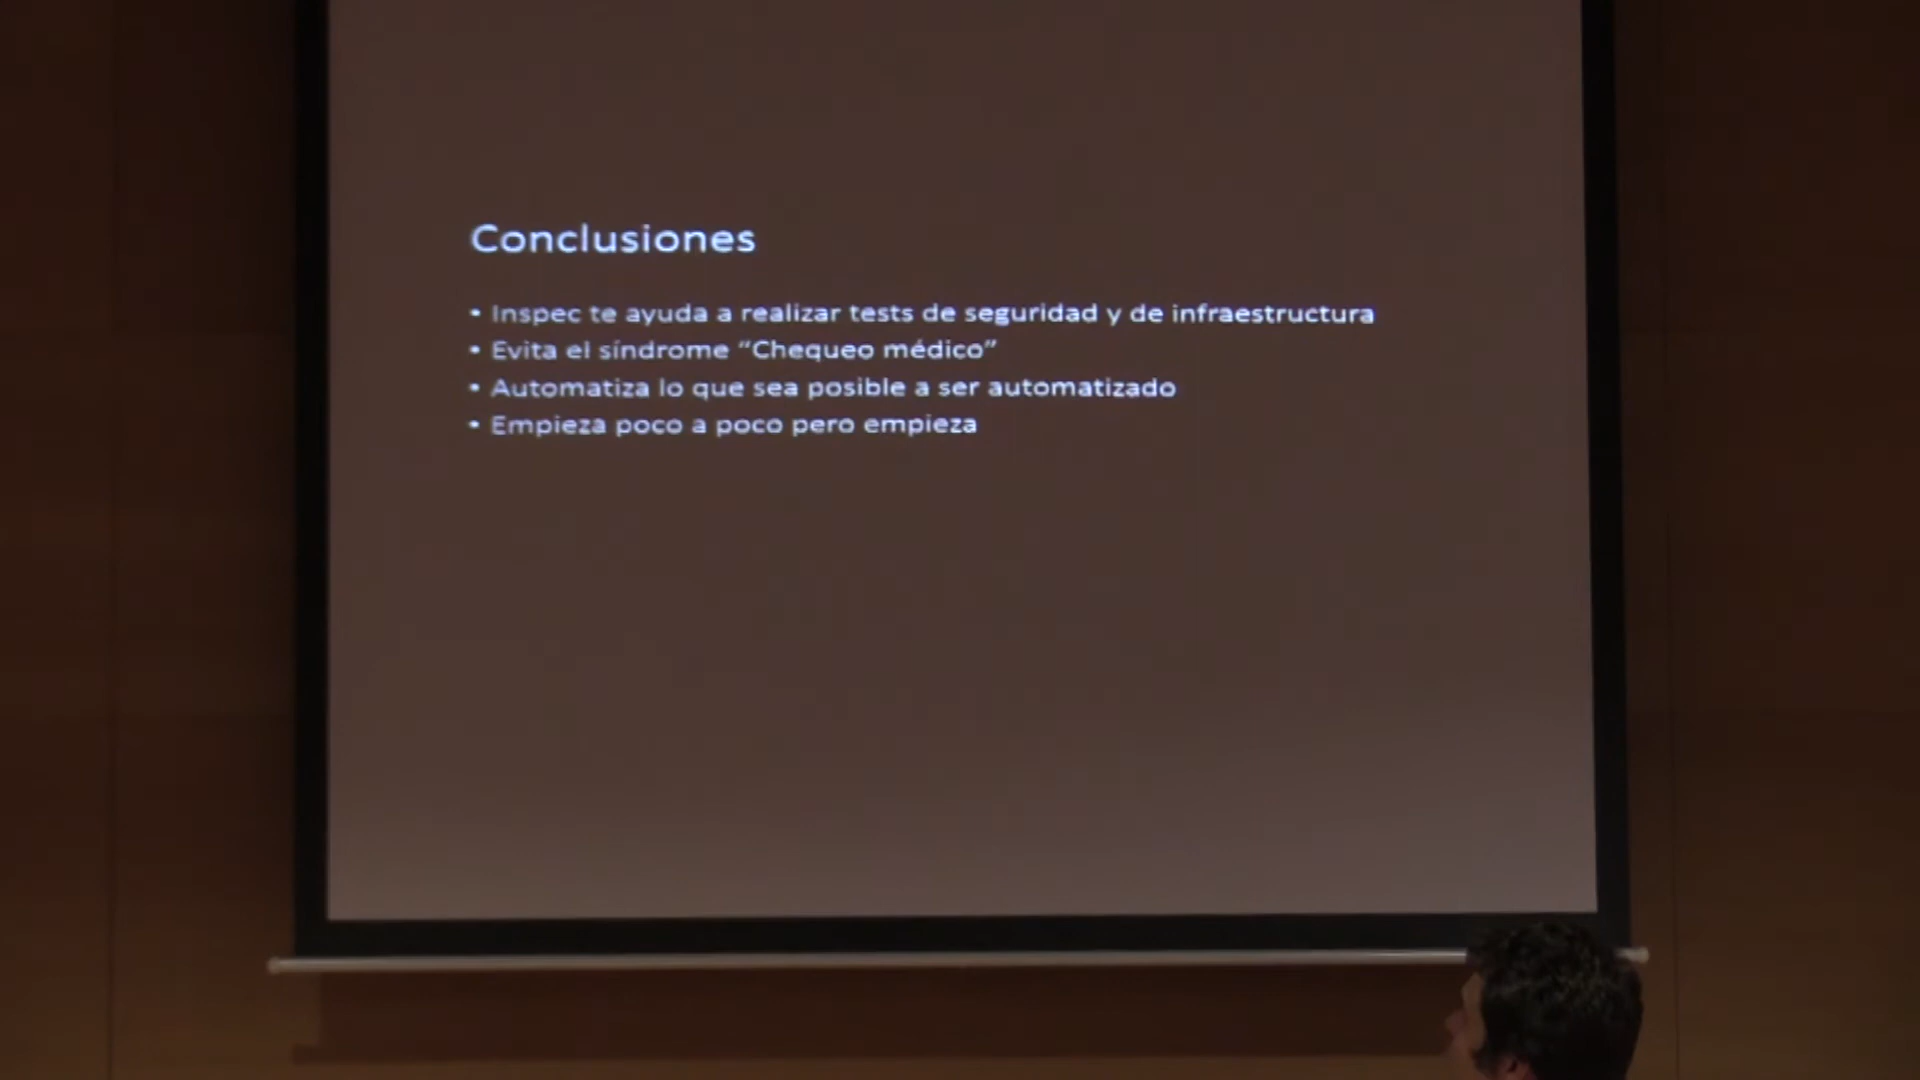 Conclusiones
• Inspec te ayuda a realizar tests de seguridad y de infraestructura
• Evita el síndrome “Chequeo médico”
• Automatiza lo que sea posible a ser automatizado
• Empieza poco a poco pero empieza